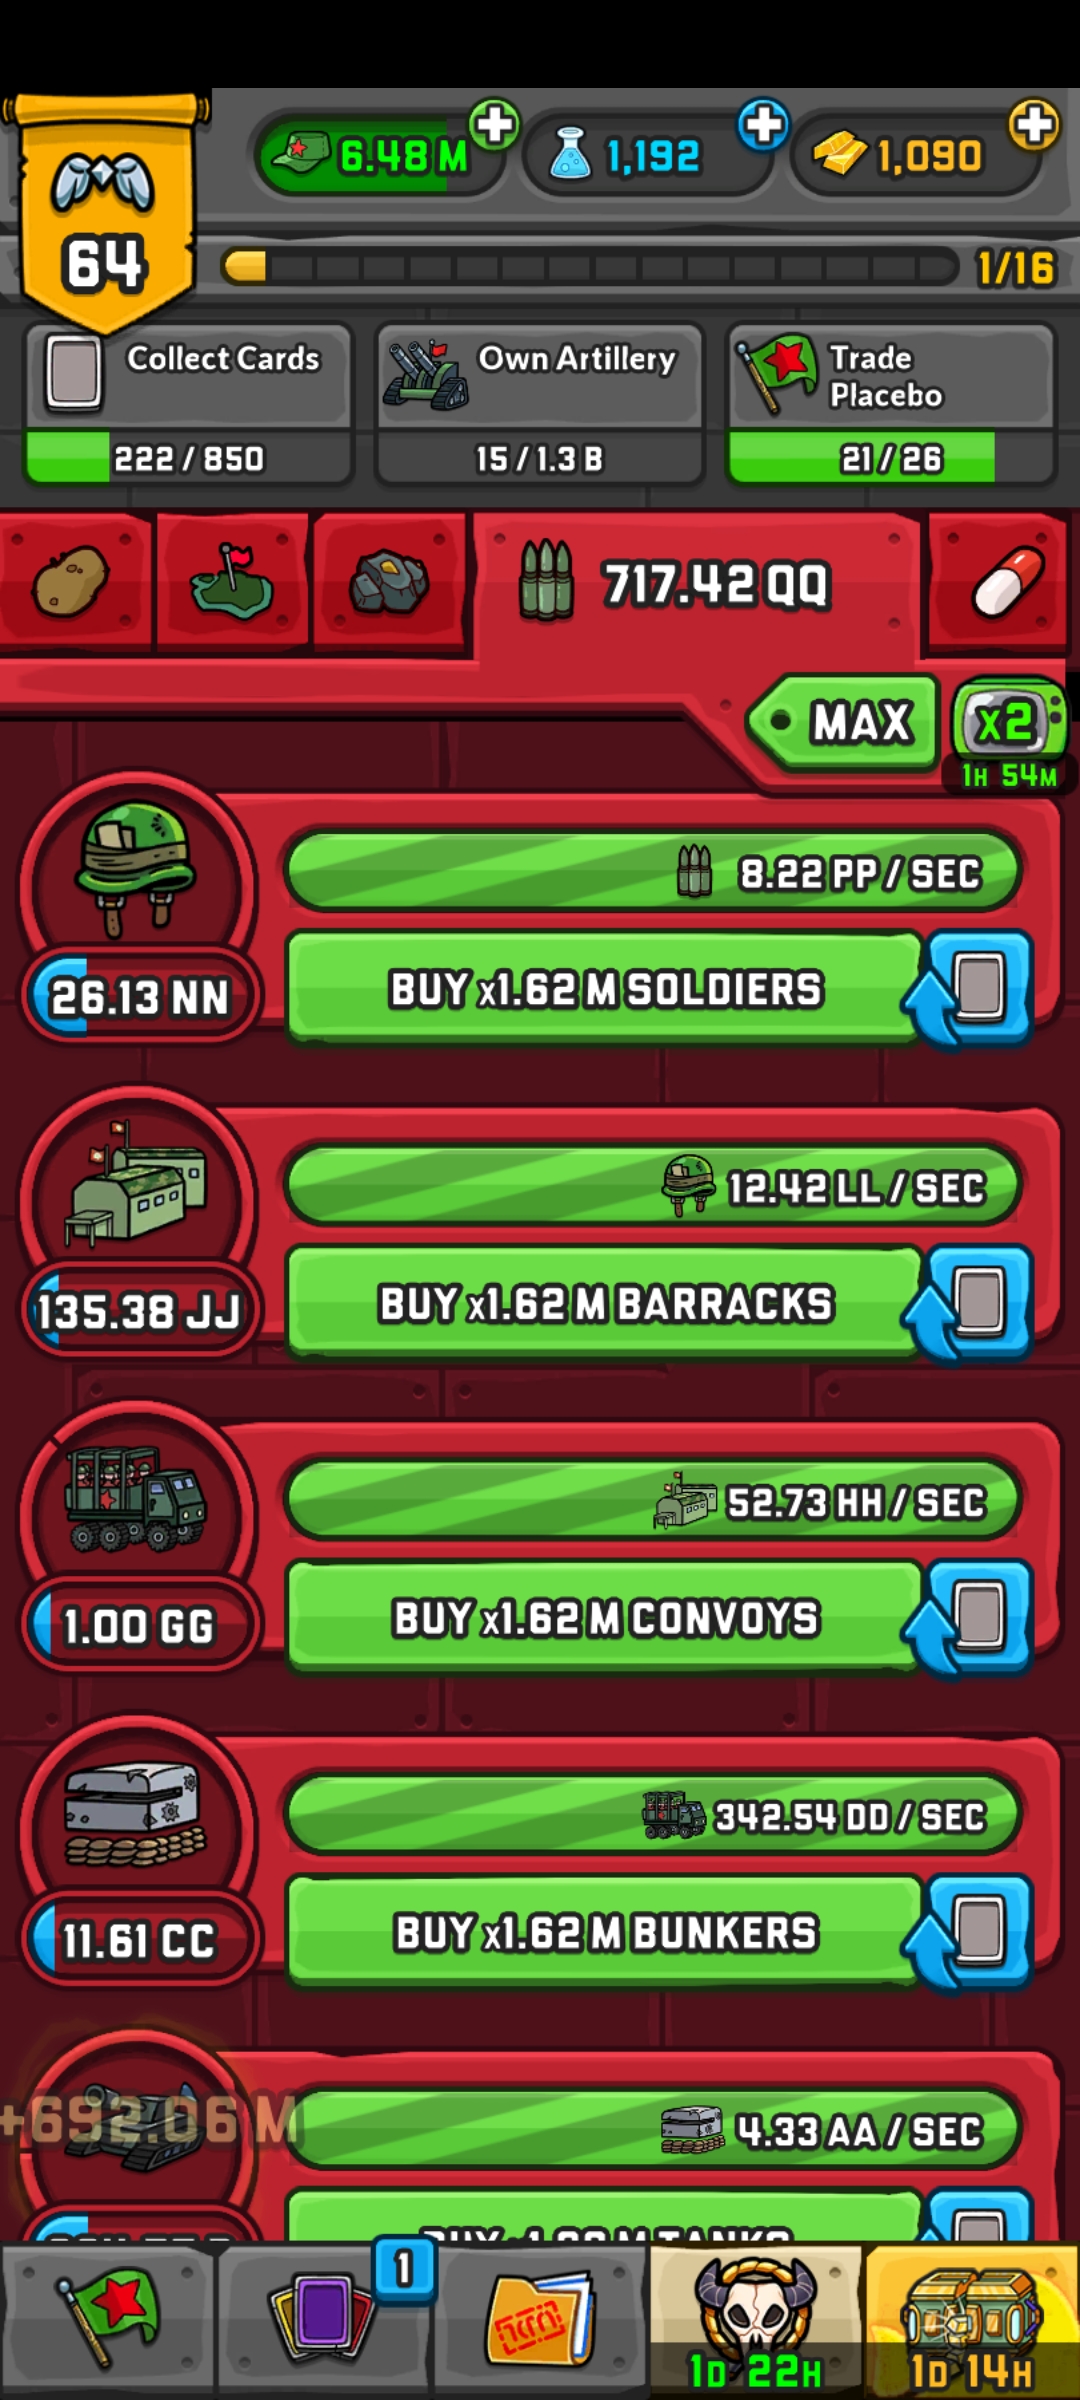 6.48 M
1,192
1,090
64
1/16
Collect Cards
222 / 850
Own Artillery
15 / 1.3 B
Trade
Placebo
21 / 26
717.42 QQ
MAX
x2
1H 54M
8.22 PP / SEC
26.13 NN
BUY x1.62 M SOLDIERS
12.42 LL / SEC
135.38 JJ
BUY x1.62 M BARRACKS
52.73 HH / SEC
1.00 GG
BUY x1.62 M CONVOYS
342.54 DD / SEC
11.61 CC
BUY x1.62 M BUNKERS
+692.06 M
4.33 AA / SEC
BUY TANKS
1
1D 22H
1D 14H